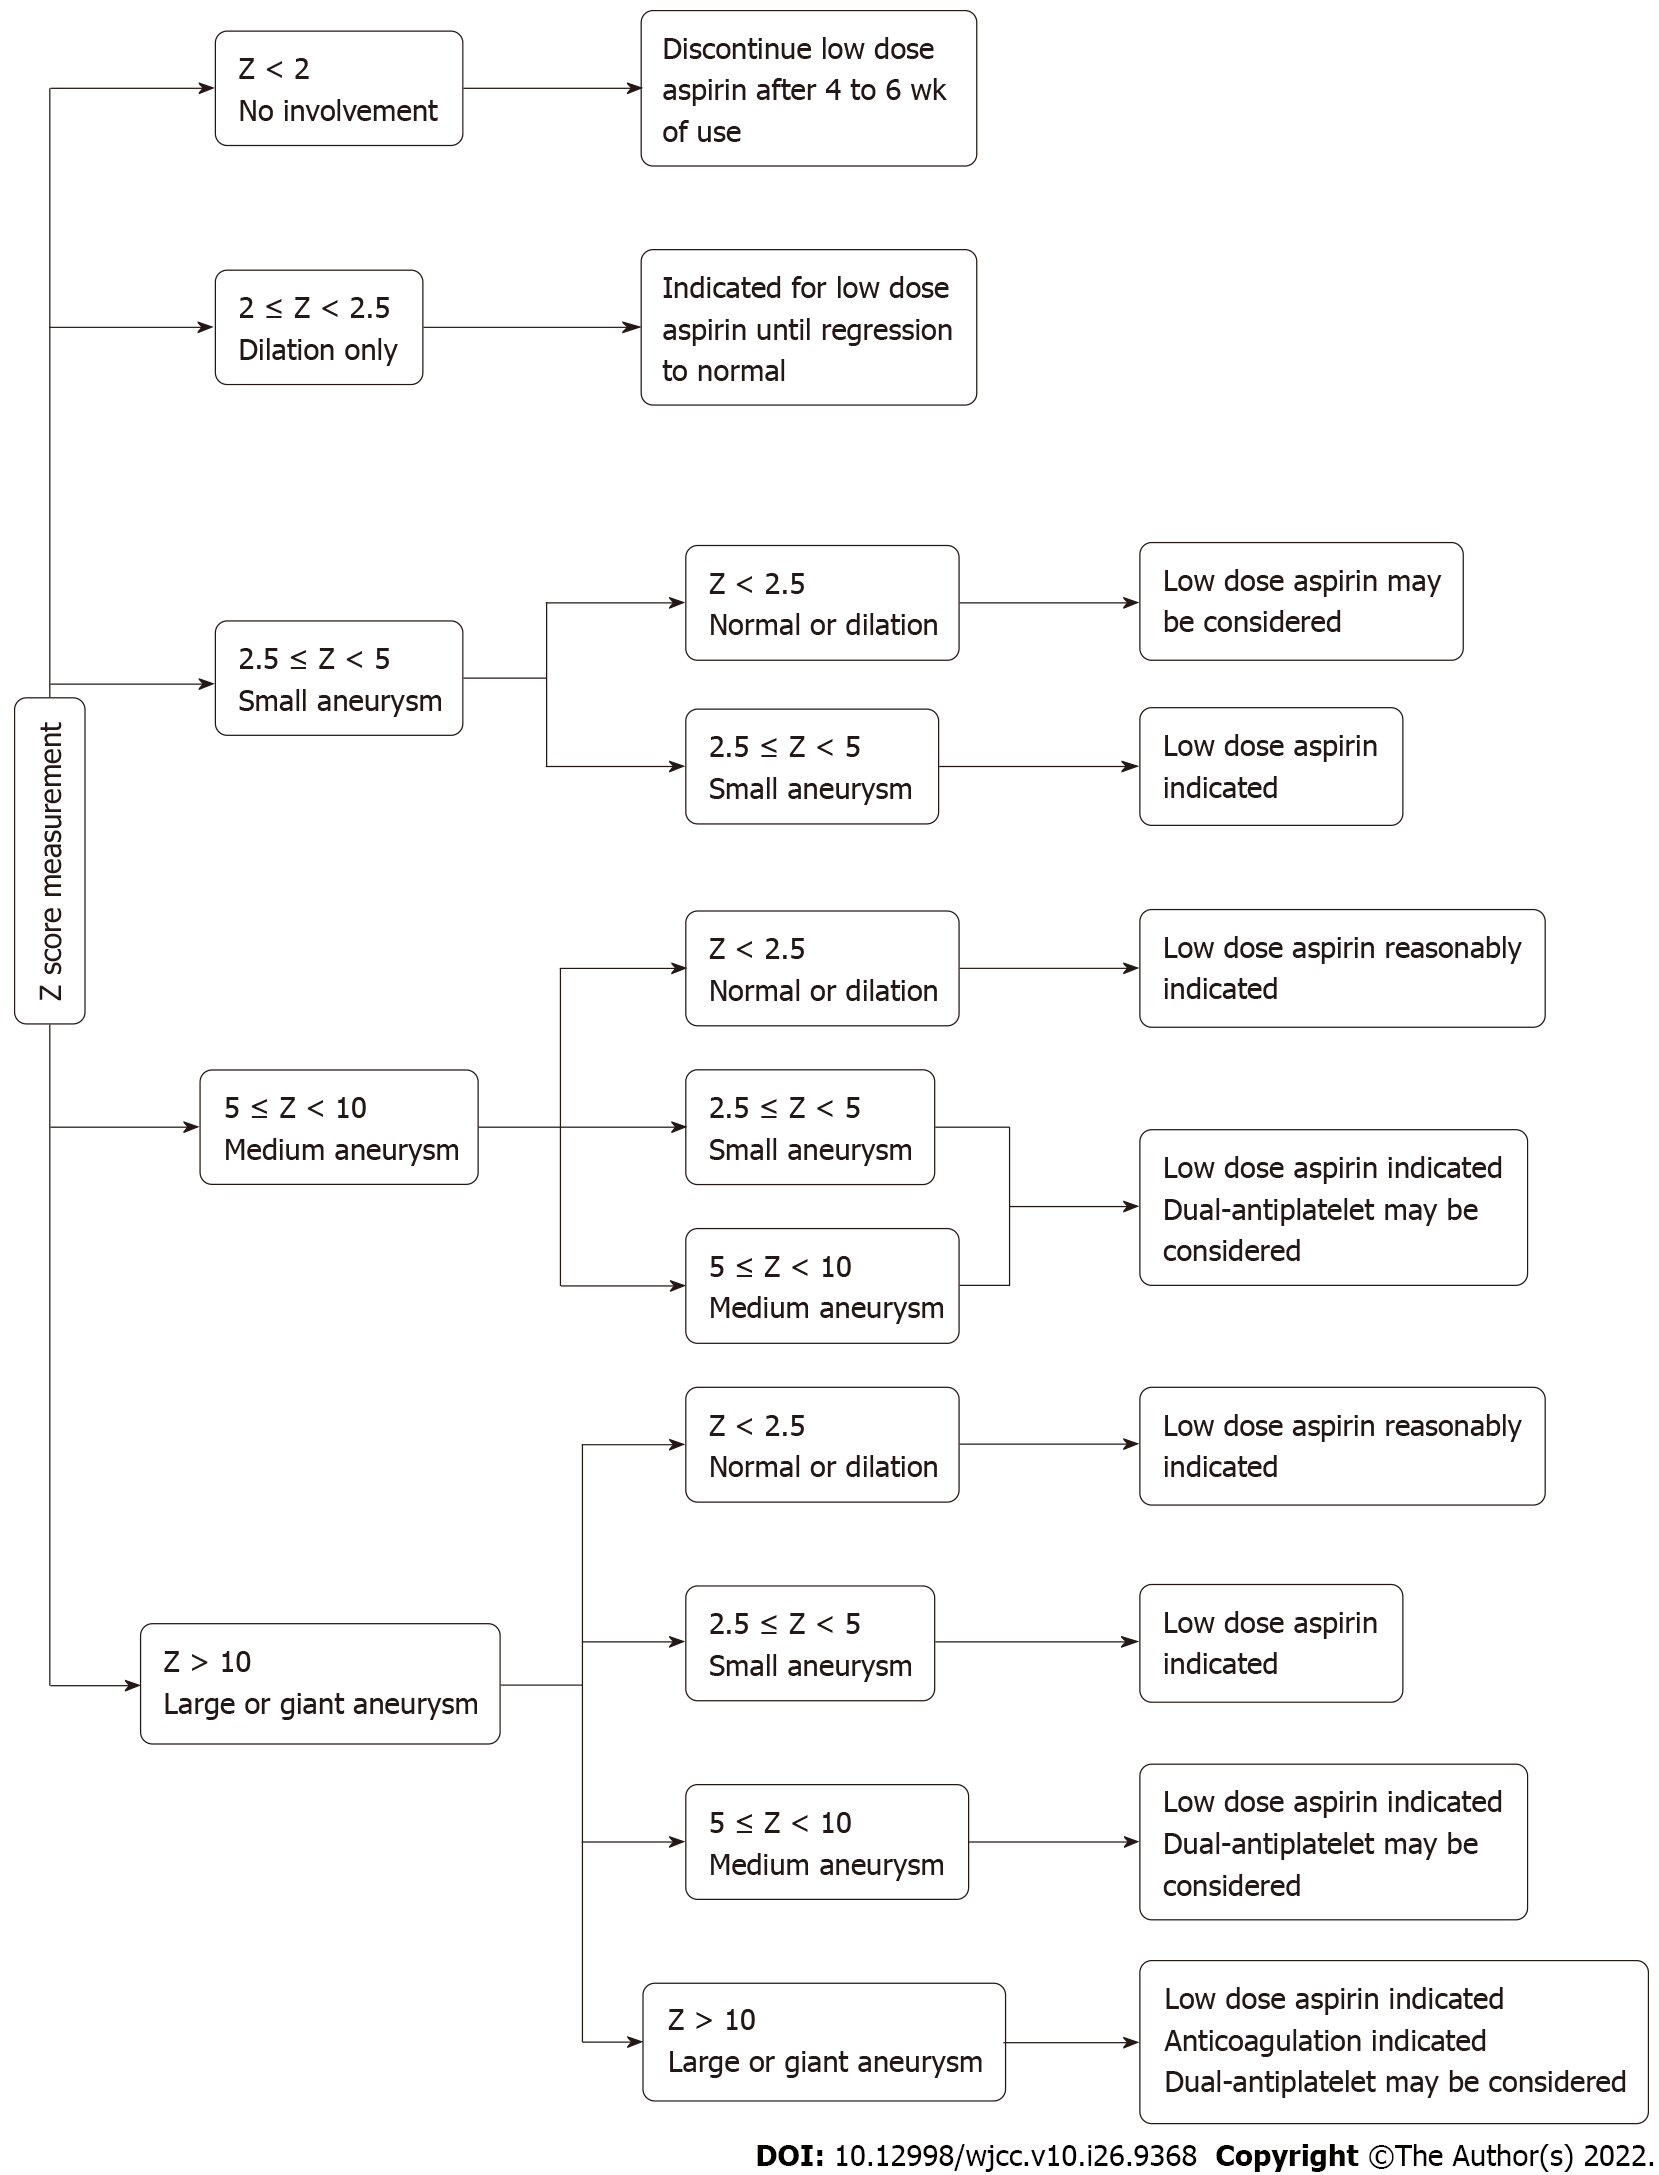 Z < 2
No involvement
Discontinue low dose
aspirin after 4 to 6 wk
of use
2 ≤ Z < 2.5
Dilation only
Indicated for low dose
aspirin until regression
to normal
Z score measurement
2.5 ≤ Z < 5
Small aneurysm
Z < 2.5
Normal or dilation
Low dose aspirin may
be considered
2.5 ≤ Z < 5
Small aneurysm
Low dose aspirin
indicated
5 ≤ Z < 10
Medium aneurysm
Z < 2.5
Normal or dilation
Low dose aspirin reasonably
indicated
2.5 ≤ Z < 5
Small aneurysm
5 ≤ Z < 10
Medium aneurysm
Low dose aspirin indicated
Dual-antiplatelet may be
considered
Z > 10
Large or giant aneurysm
Z < 2.5
Normal or dilation
Low dose aspirin reasonably
indicated
2.5 ≤ Z < 5
Small aneurysm
Low dose aspirin
indicated
5 ≤ Z < 10
Medium aneurysm
Low dose aspirin indicated
Dual-antiplatelet may be
considered
Z > 10
Large or giant aneurysm
Low dose aspirin indicated
Anticoagulation indicated
Dual-antiplatelet may be considered
DOI: 10.12998/wjcc.v10.i26.9368 Copyright ©The Author(s) 2022.